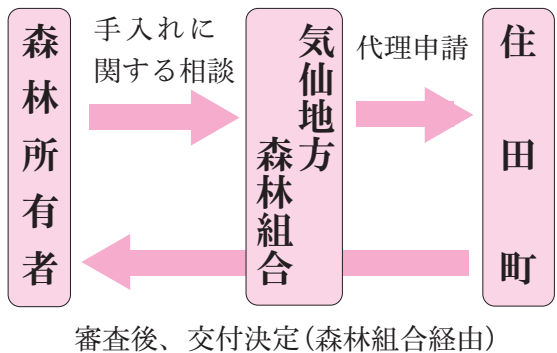 森林所有者
手入れに
関する相談
気仙地方
森林組合
代理申請
住田町
審査後、交付決定(森林組合経由)